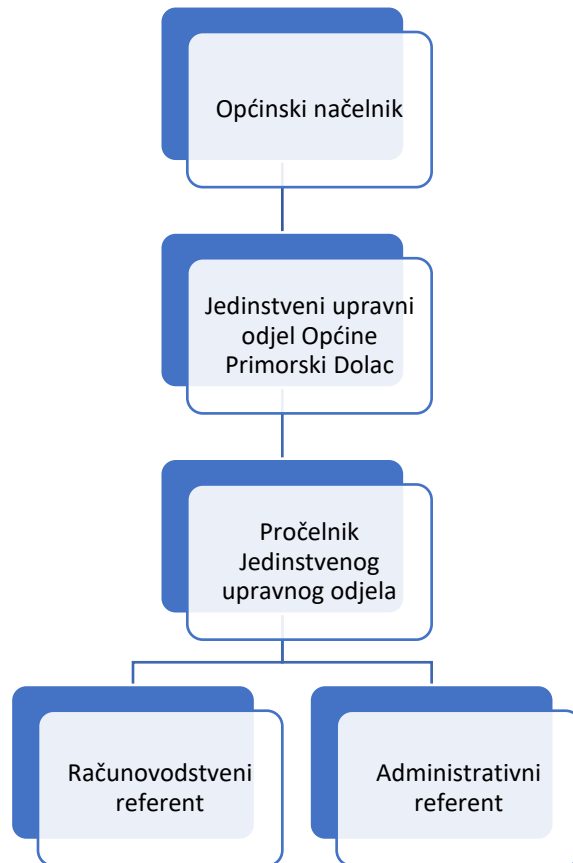 Općinski načelnik
Jedinstveni upravni
odjel Općine
Primorski Dolac
Pročelnik
Jedinstvenog
upravnog odjela
Računovodstveni
referent
Administrativni
referent